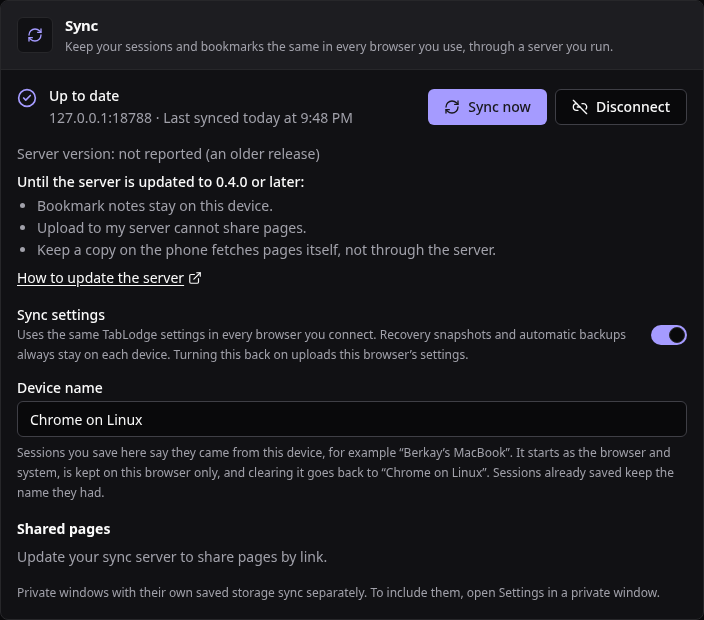 Sync
Keep your sessions and bookmarks the same in every browser you use, through a server you run.
Up to date
127.0.0.1:18788 · Last synced today at 9:48 PM
Sync now
Disconnect
Server version: not reported (an older release)
Until the server is updated to 0.4.0 or later:
• Bookmark notes stay on this device.
• Upload to my server cannot share pages.
• Keep a copy on the phone fetches pages itself, not through the server.
How to update the server
Sync settings
Uses the same TabLodge settings in every browser you connect. Recovery snapshots and automatic backups
always stay on each device. Turning this back on uploads this browser's settings.
Device name
Chrome on Linux
Sessions you save here say they came from this device, for example “Berkay's MacBook”. It starts as the browser and
system, is kept on this browser only, and clearing it goes back to “Chrome on Linux”. Sessions already saved keep the
name they had.
Shared pages
Update your sync server to share pages by link.
Private windows with their own saved storage sync separately. To include them, open Settings in a private window.